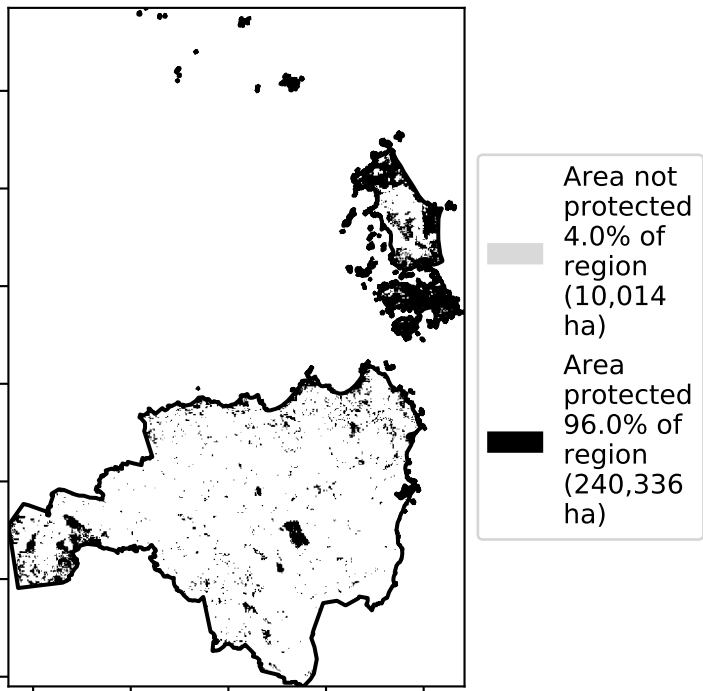 Area not
protected
4.0% of
region
(10,014
ha)
Area
protected
96.0% of
region
(240,336
ha)